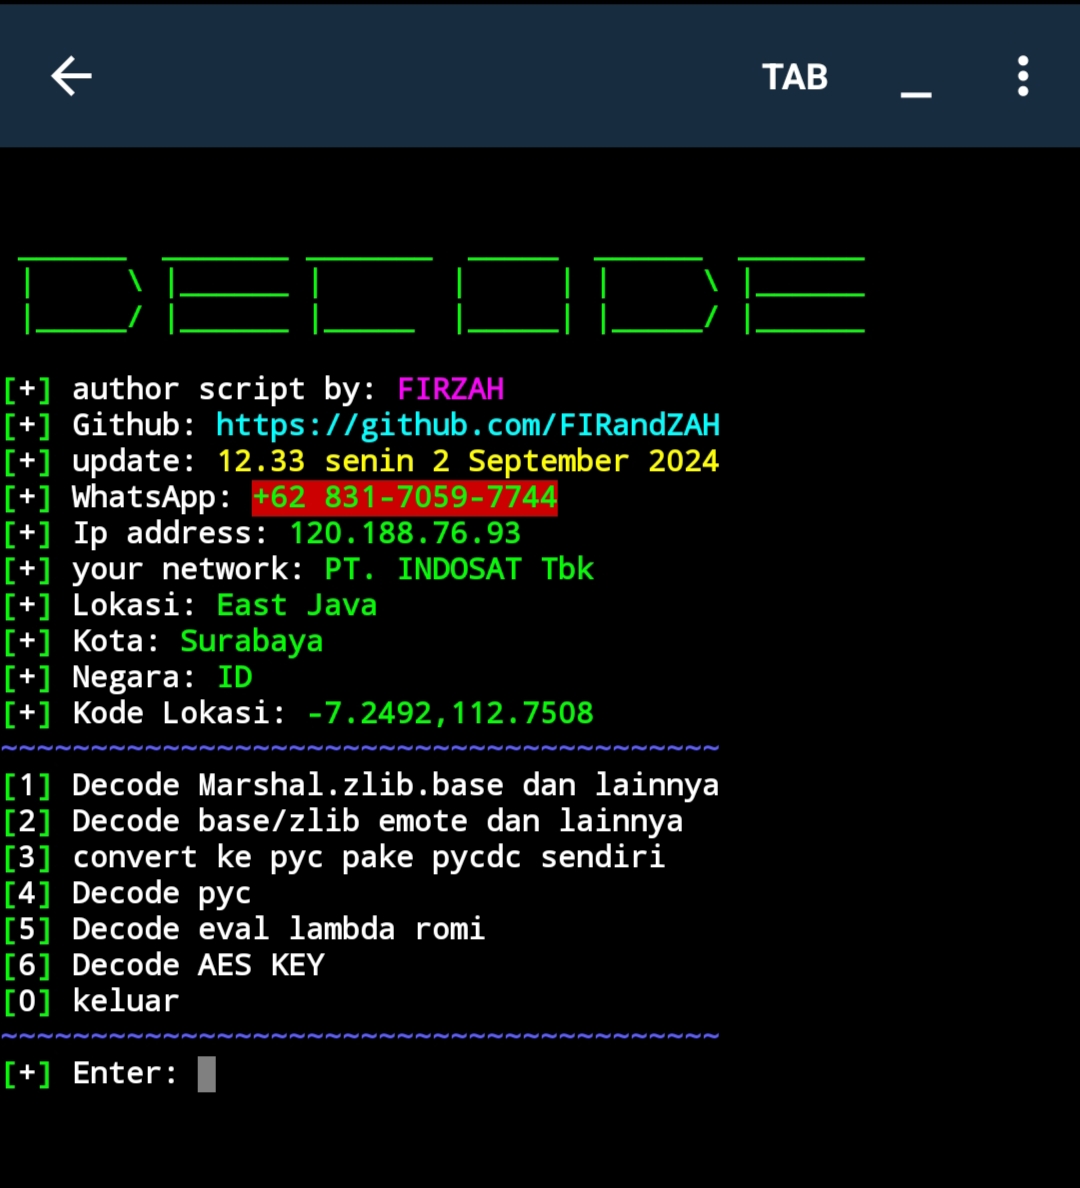 TAB
DECODE
[+] author script by: FIRZAH
[+] Github: https://github.com/FIRandZAH
[+] update: 12.33 senin 2 September 2024
[+] WhatsApp: +62 831-7059-7744
[+] Ip address: 120.188.76.93
[+] your network: PT. INDOSAT Tbk
[+] Lokasi: East Java
[+] Kota: Surabaya
[+] Negara: ID
[+] Kode Lokasi: -7.2492,112.7508
~~~~~~~~~~~~~~~~~~~~~~~~~~~~~~~~~~~~~~~~
[1] Decode Marshal.zlib.base dan lainnya
[2] Decode base/zlib emote dan lainnya
[3] convert ke pyc pake pycdc sendiri
[4] Decode pyc
[5] Decode eval lambda romi
[6] Decode AES KEY
[0] keluar
~~~~~~~~~~~~~~~~~~~~~~~~~~~~~~~~~~~~~~~~
[+] Enter: